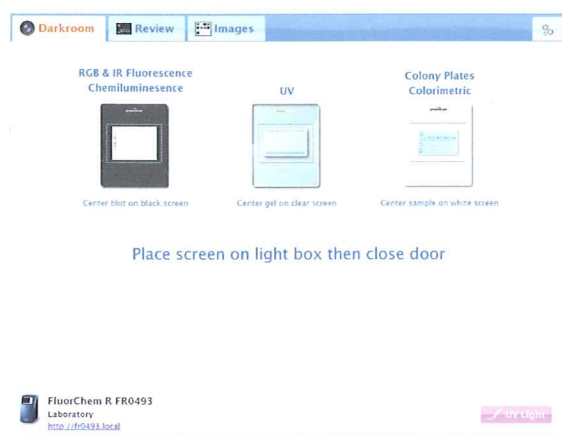 Darkroom
Review
Images
RGB & IR Fluorescence
Chemiluminesence
UV
Colony Plates
Colorimetric
Center blot on black screen
Center gel on clear screen
Center sample on white screen
Place screen on light box then close door
FluorChem R FR0493
Laboratory
http://fr0493.local
UV Light